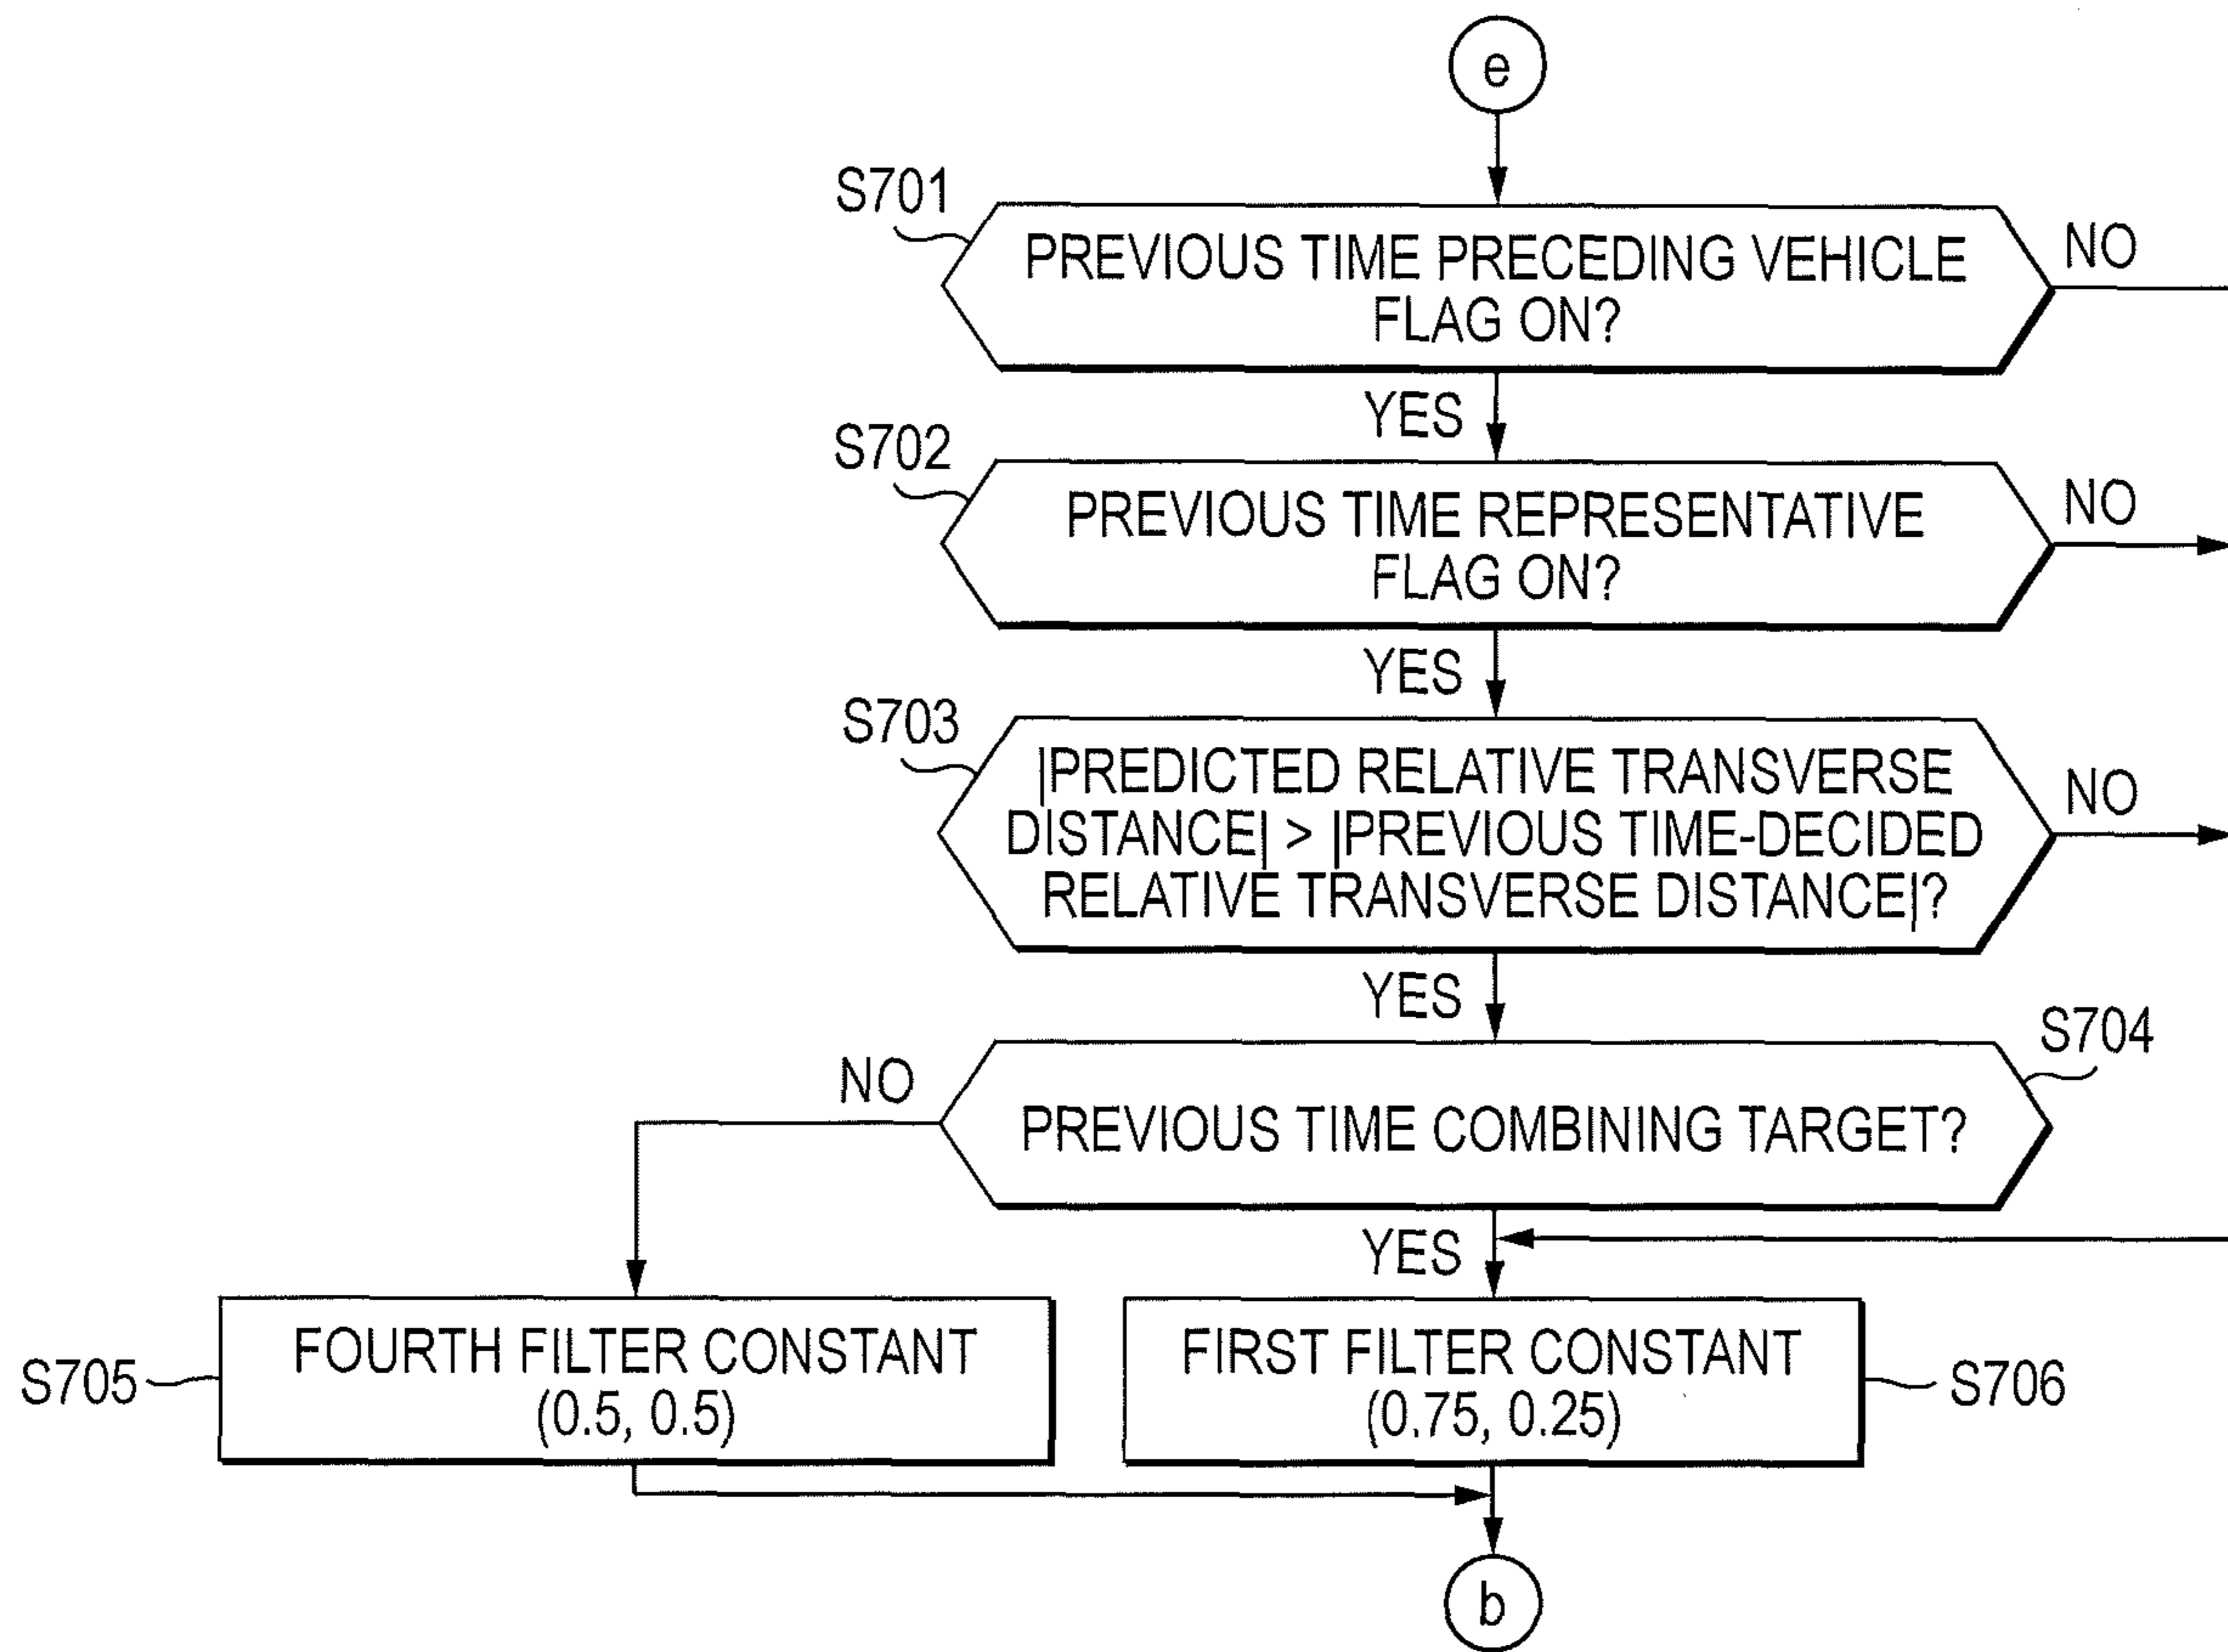 e
S701
PREVIOUS TIME PRECEDING VEHICLE
FLAG ON?
NO
YES
S702
PREVIOUS TIME REPRESENTATIVE
FLAG ON?
NO
YES
S703
|PREDICTED RELATIVE TRANSVERSE
DISTANCE| > |PREVIOUS TIME-DECIDED
RELATIVE TRANSVERSE DISTANCE|?
NO
YES
S704
NO
PREVIOUS TIME COMBINING TARGET?
YES
S705
FOURTH FILTER CONSTANT
(0.5, 0.5)
FIRST FILTER CONSTANT
(0.75, 0.25)
S706
b